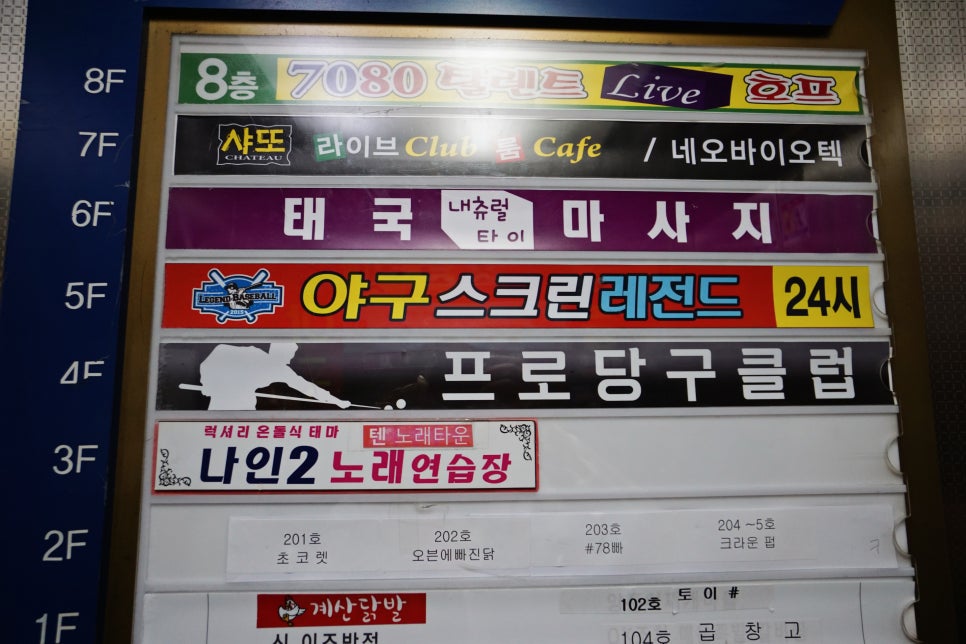 8F
8층 7080 탈렌트 Live 호프
7F
샤또 CHATEAU 라이브 Club 룸 Cafe / 네오바이오텍
6F
태국 내츄럴 타이 마사지
5F
LEGEND BASEBALL 2015 야구스크린레전드 24시
4F
프로당구클럽
3F
럭셔리 온돌식 테마 텐 노래타운
나인2 노래연습장
2F
201호 202호 203호 204 ~5호
초코렛 오븐에빠진닭 #78빠 크라운 펍
1F
계산닭발 102호 토이#
104호 곱창고